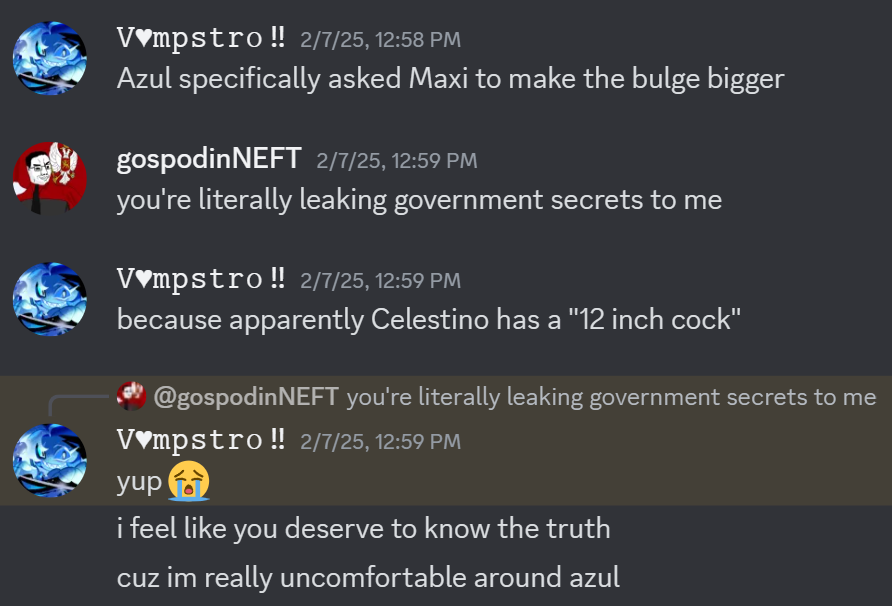 V♥mpstro‼ 2/7/25, 12:58 PM
Azul specifically asked Maxi to make the bulge bigger
gospodinNEFT 2/7/25, 12:59 PM
you're literally leaking government secrets to me
V♥mpstro‼ 2/7/25, 12:59 PM
because apparently Celestino has a "12 inch cock"
@gospodinNEFT you're literally leaking government secrets to me
V♥mpstro‼ 2/7/25, 12:59 PM
yup 😭
i feel like you deserve to know the truth
cuz im really uncomfortable around azul